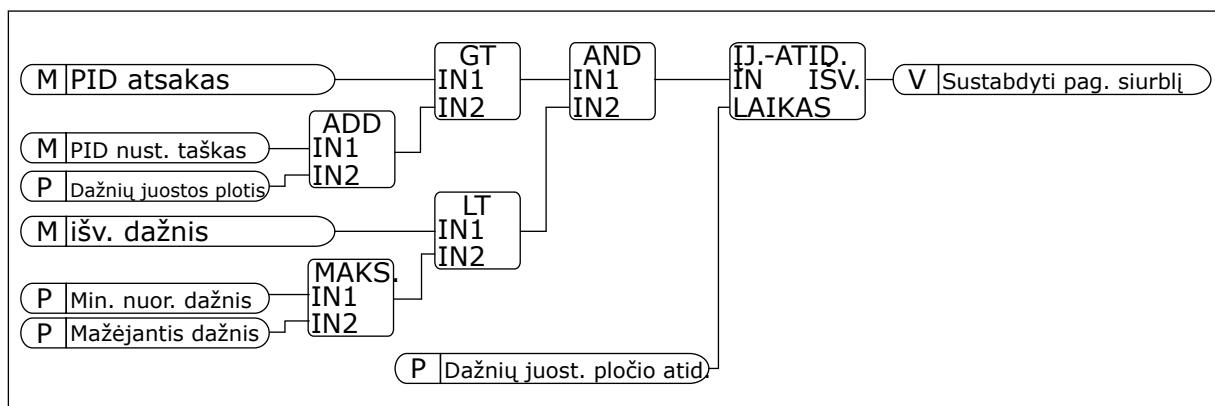 GT
IN1
IN2
AND
IN1
IN2
IJ.-ATID.
IN IŠV.
LAIKAS
M PID atsakas
V Sustabdyti pag. siurblį
ADD
IN1
IN2
M PID nust. taškas
P Dažnių juostos plotis
LT
IN1
IN2
M išv. dažnis
MAKS.
IN1
IN2
P Min. nuor. dažnis
P Mažėjantis dažnis
P Dažnių juost. pločio atid.